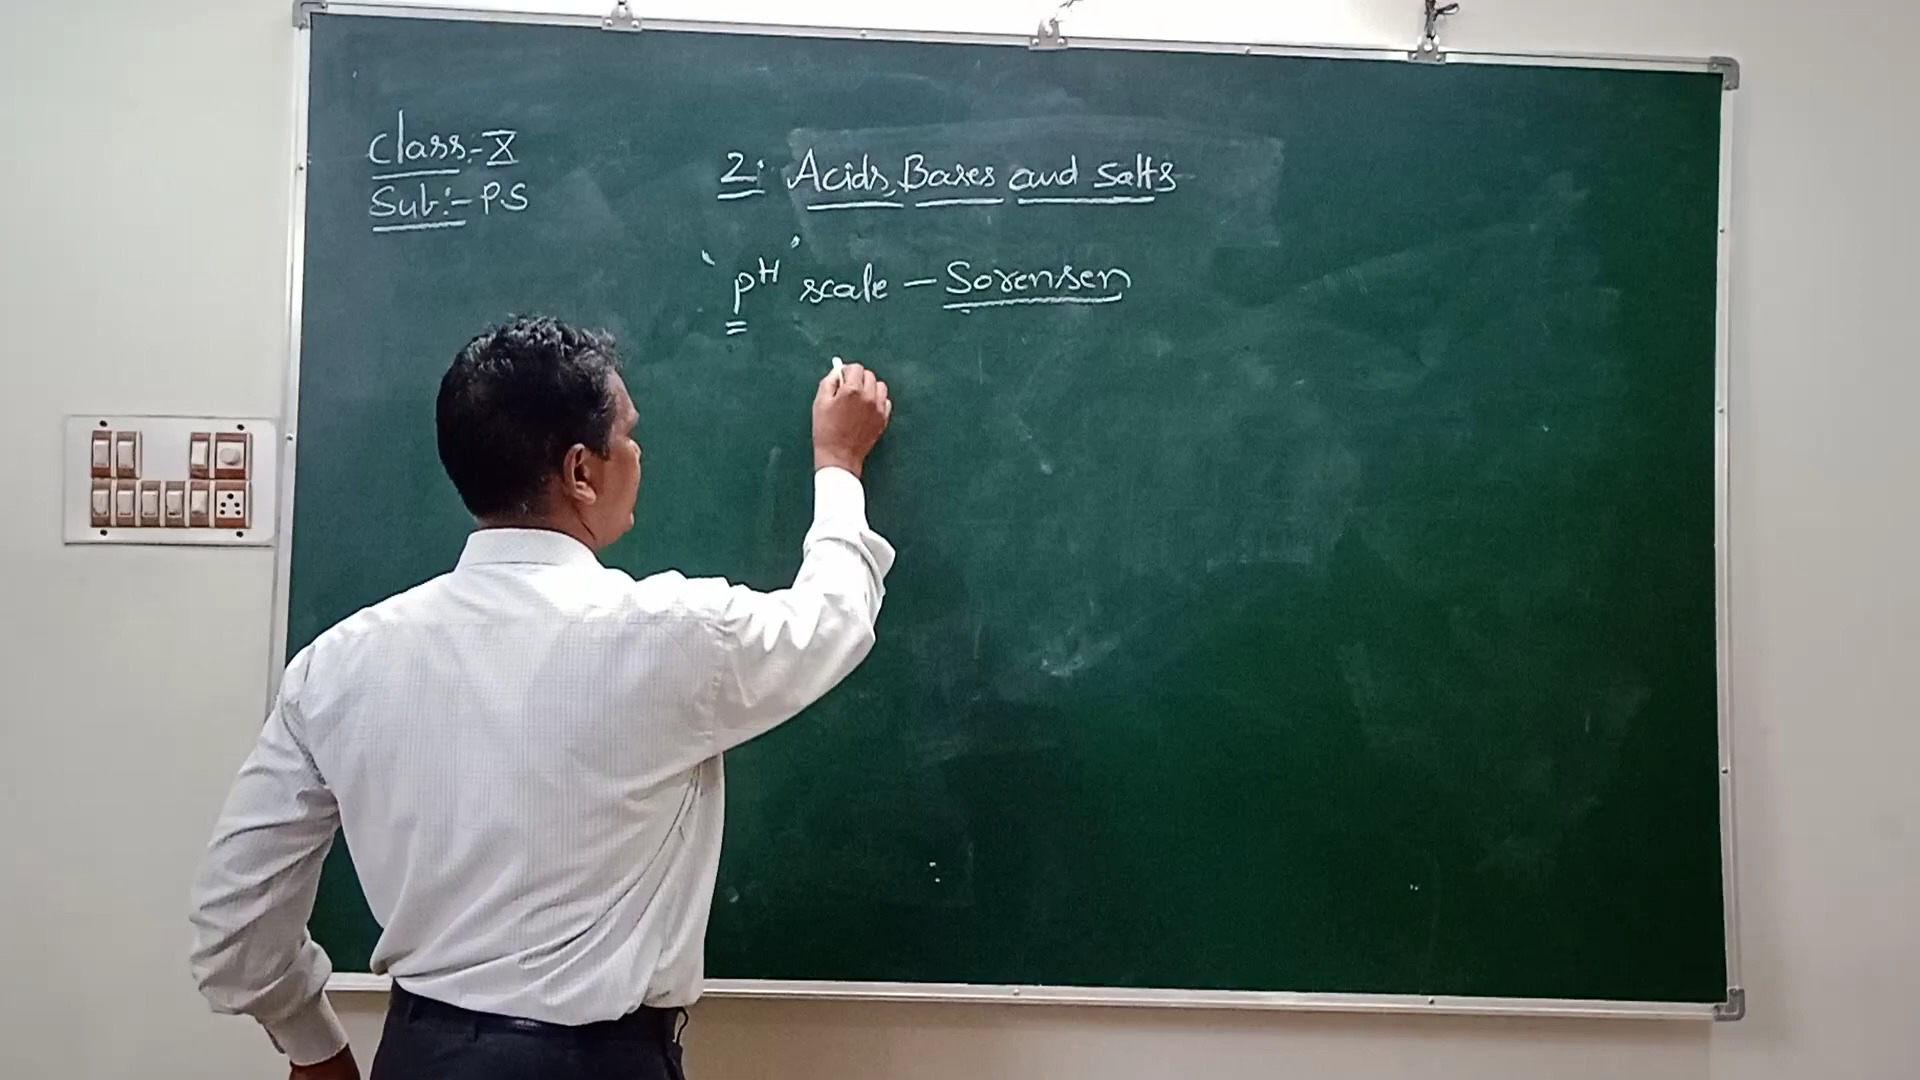 Class:- X
Sub:- PS
2. Acids, Bases and Salts
‘pH’ scale – Sorensen